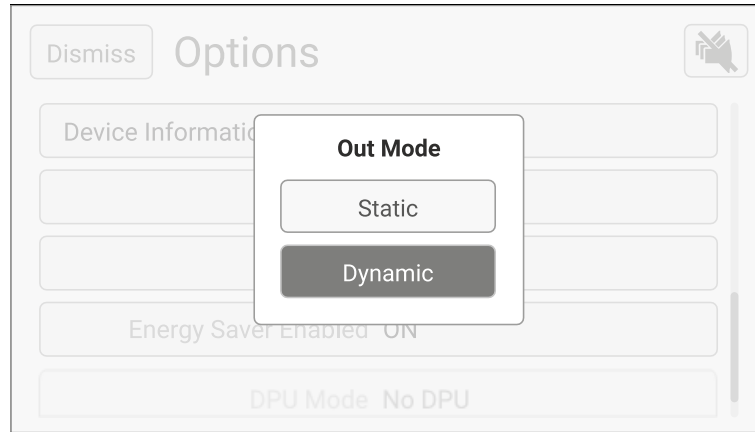 Dismiss
Options
Device Informatio
Out Mode
Static
Dynamic
Energy Saver Enabled ON
DPU Mode No DPU